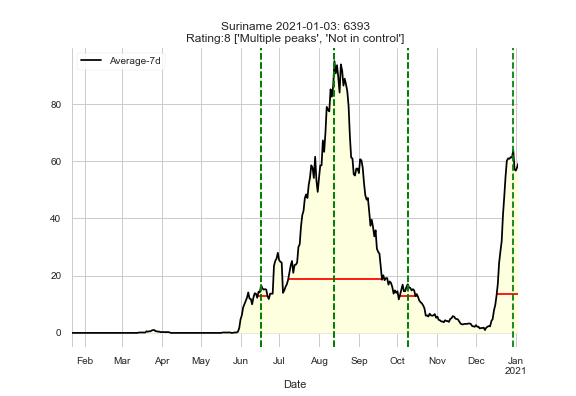 Suriname 2021-01-03: 6393
Rating:8 ['Multiple peaks', 'Not in control']
Average-7d
80
60
40
20
0
Feb Mar Apr May Jun Jul Aug Sep Oct Nov Dec Jan
2021
Date